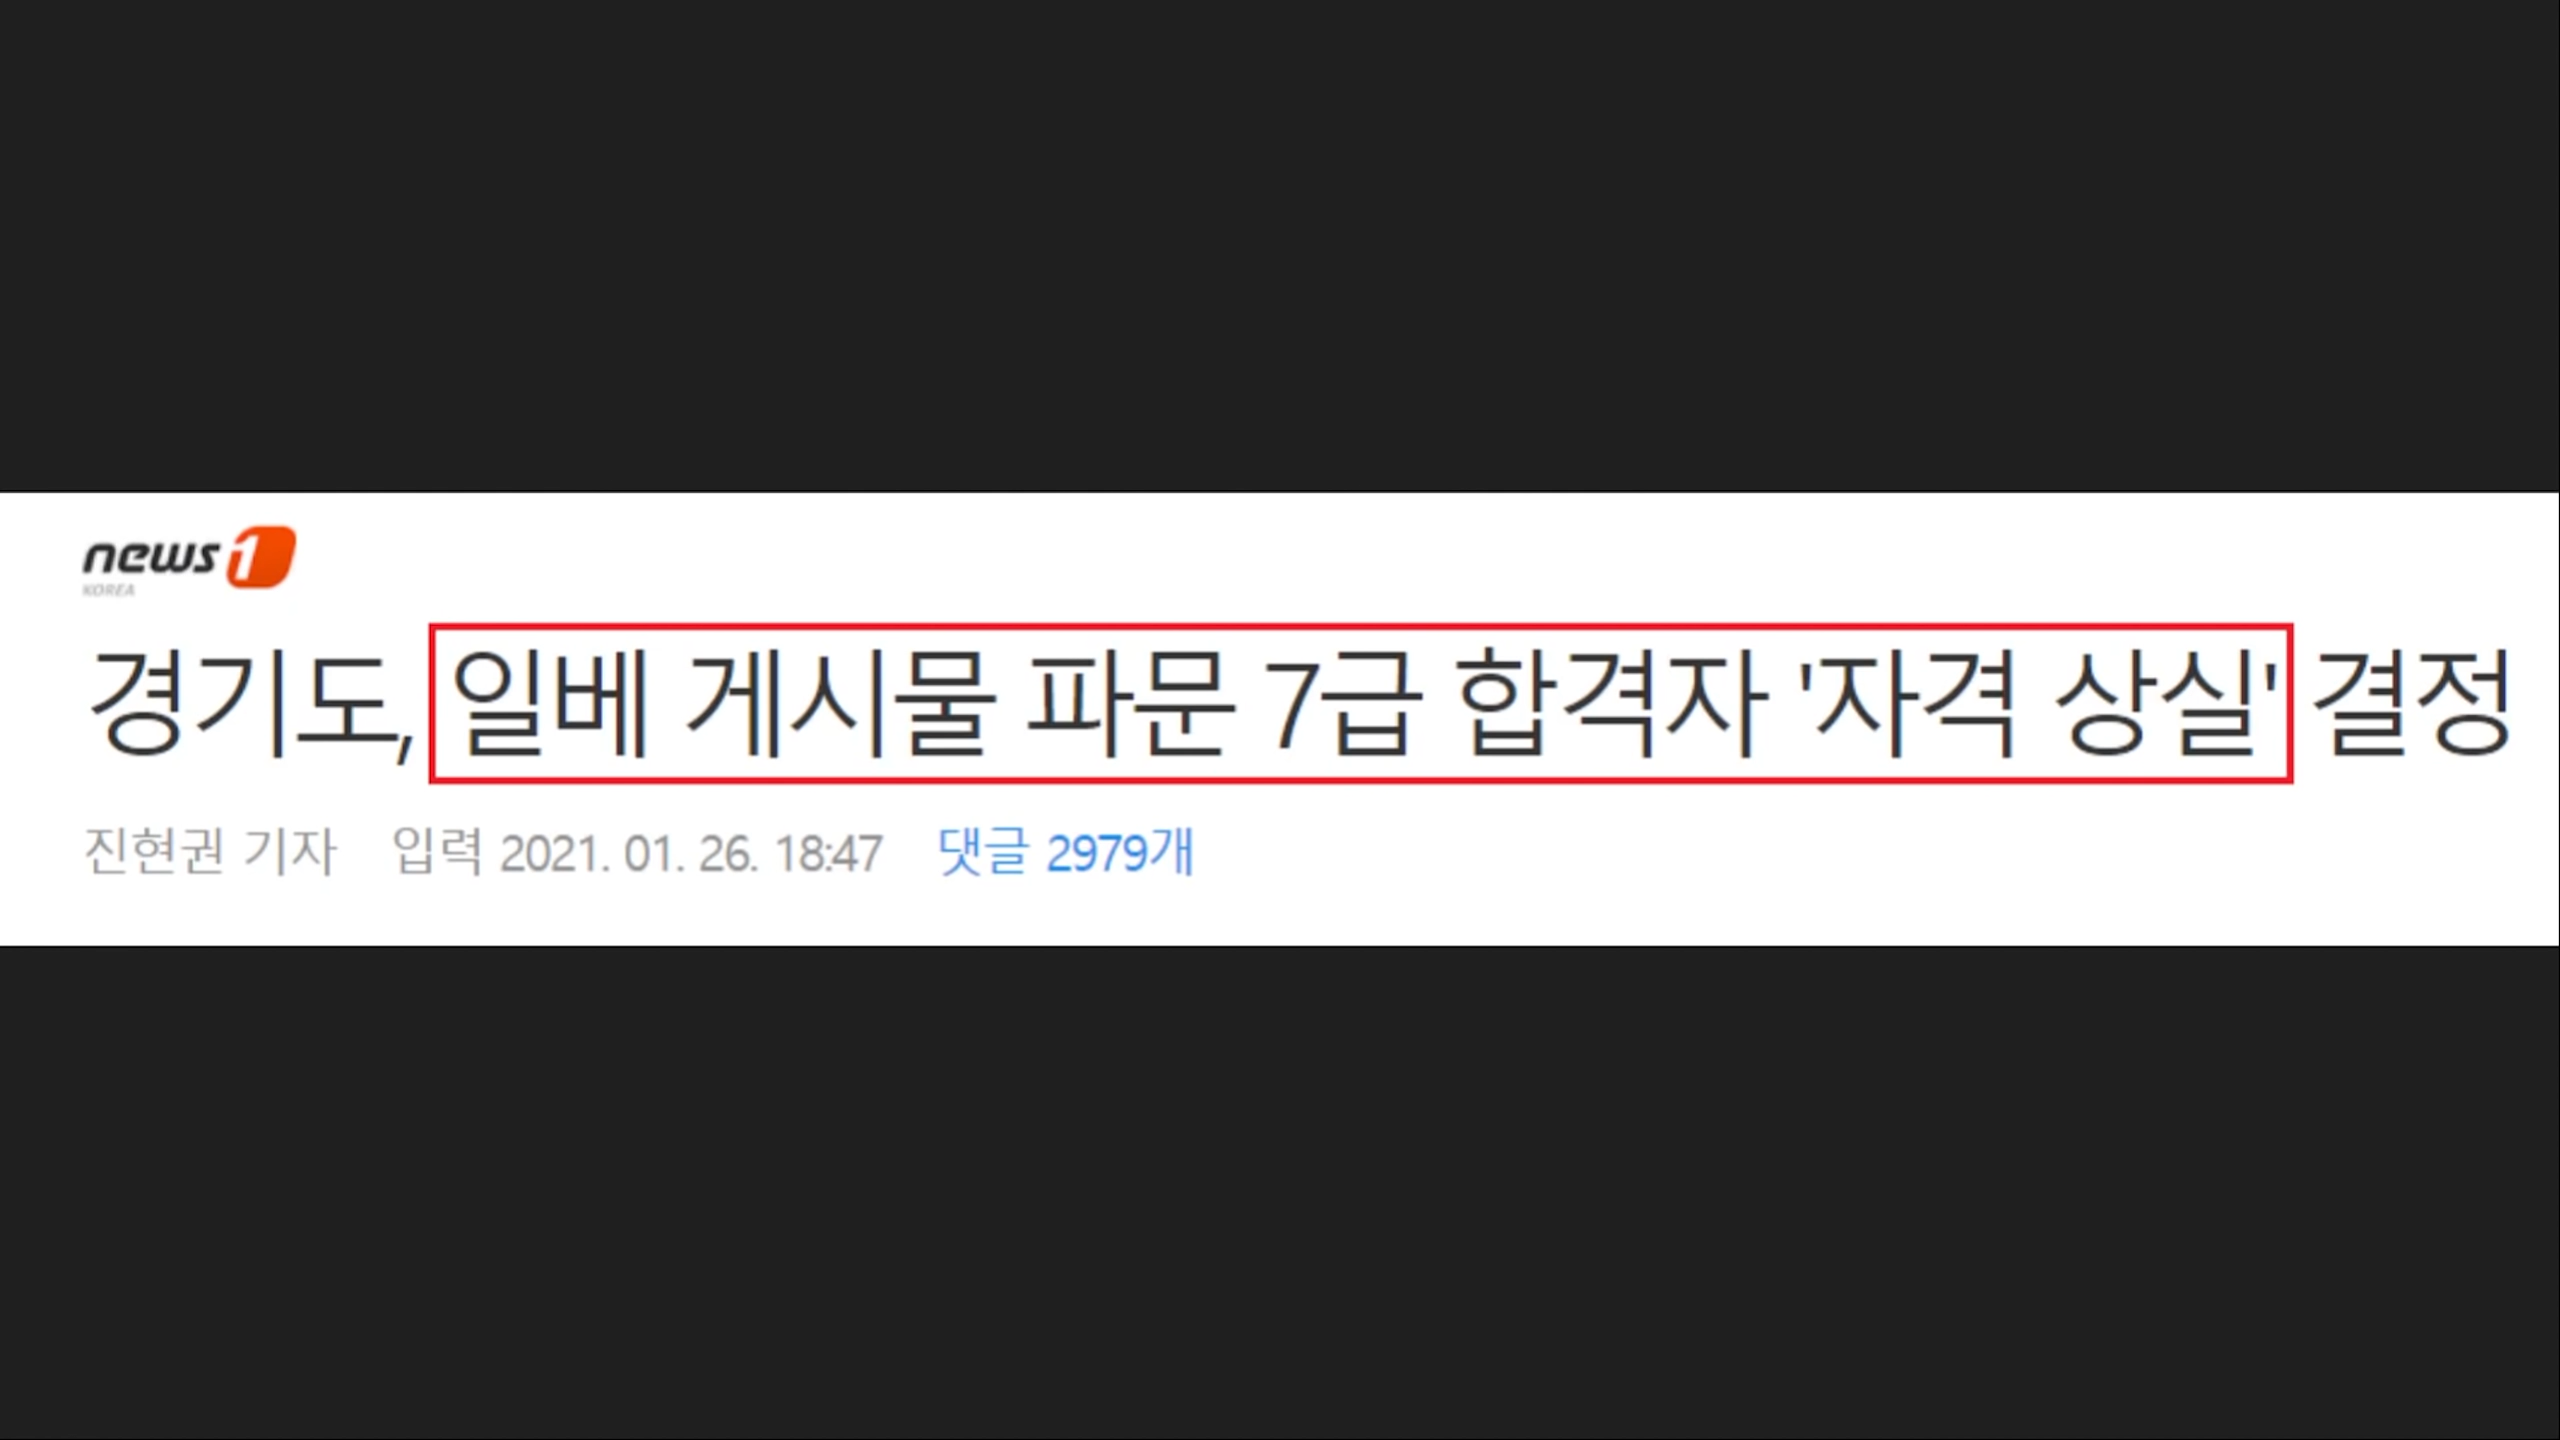 news1
KOREA
경기도, 일베 게시물 파문 7급 합격자 '자격 상실' 결정
진현권 기자 입력 2021. 01. 26. 18:47 댓글 2979개